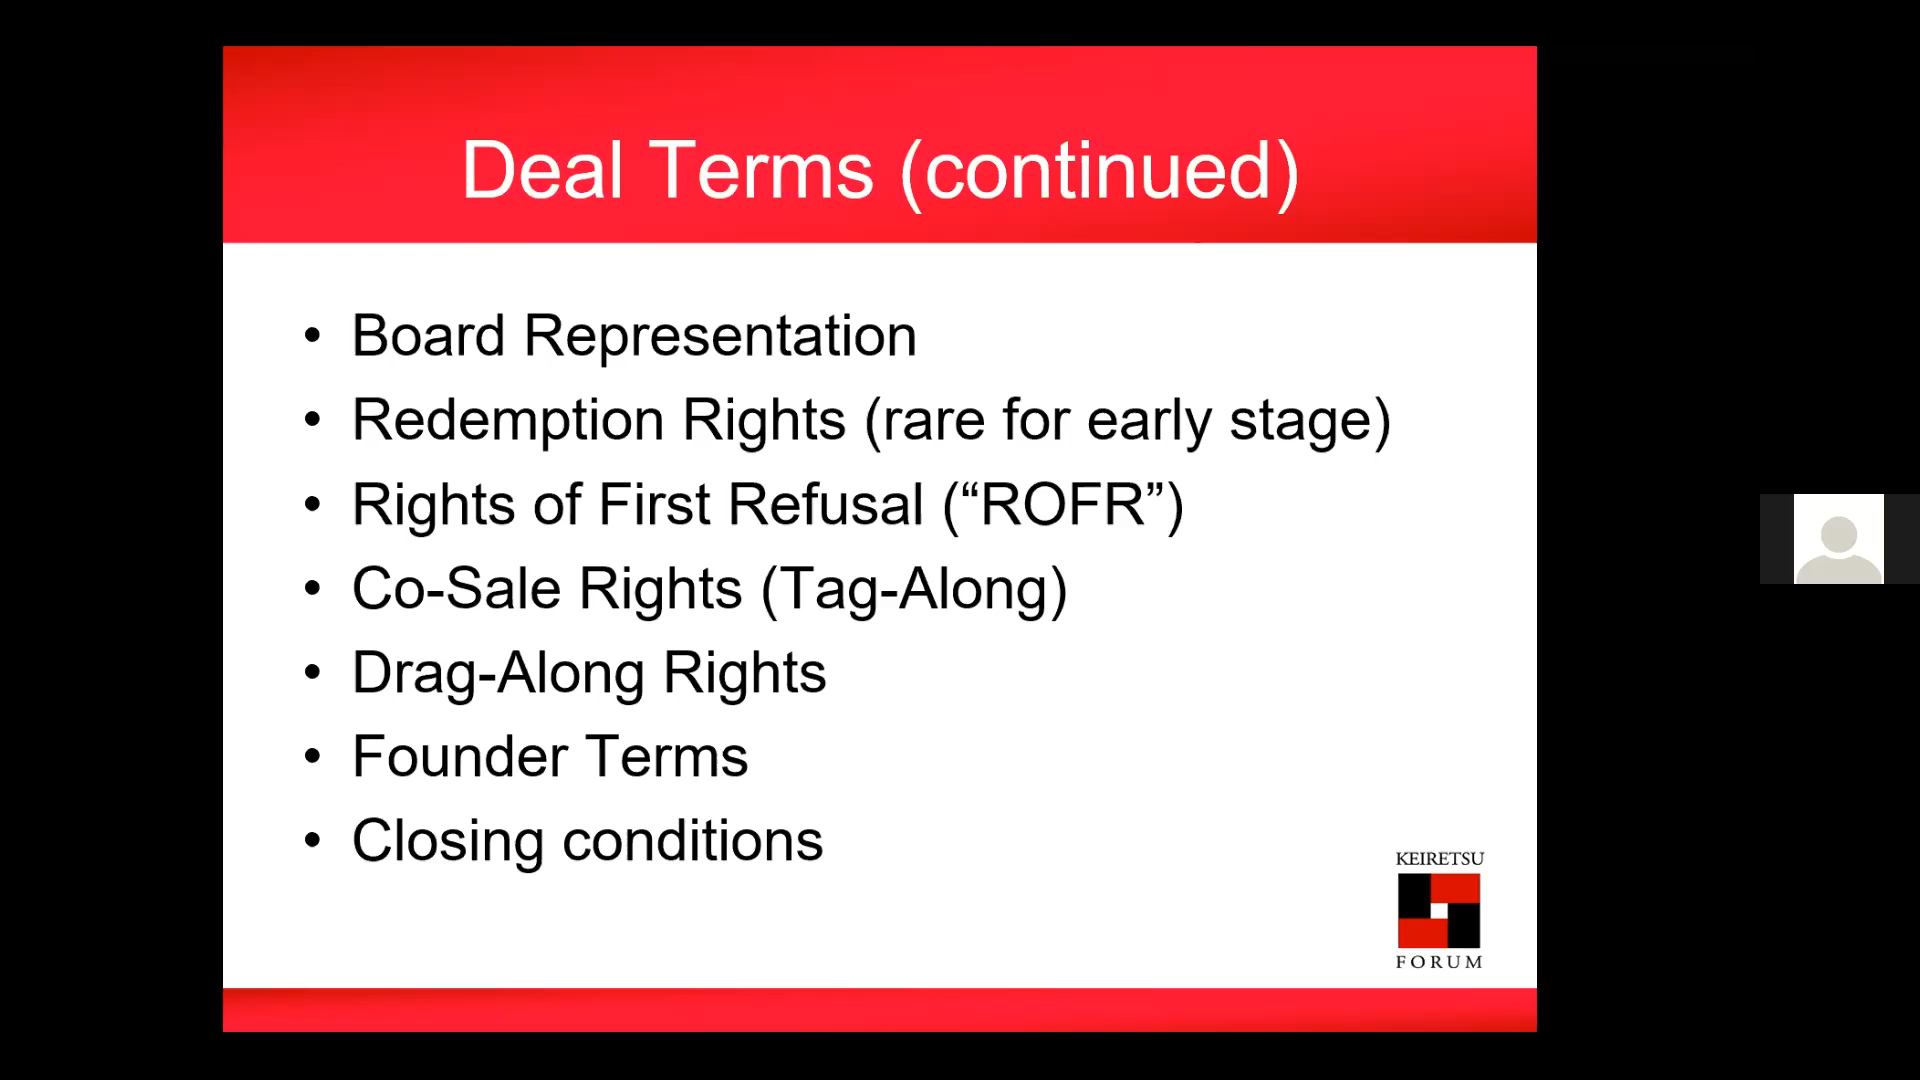 Deal Terms (continued)
• Board Representation
• Redemption Rights (rare for early stage)
• Rights of First Refusal (“ROFR”)
• Co-Sale Rights (Tag-Along)
• Drag-Along Rights
• Founder Terms
• Closing conditions
KEIRETSU
FORUM